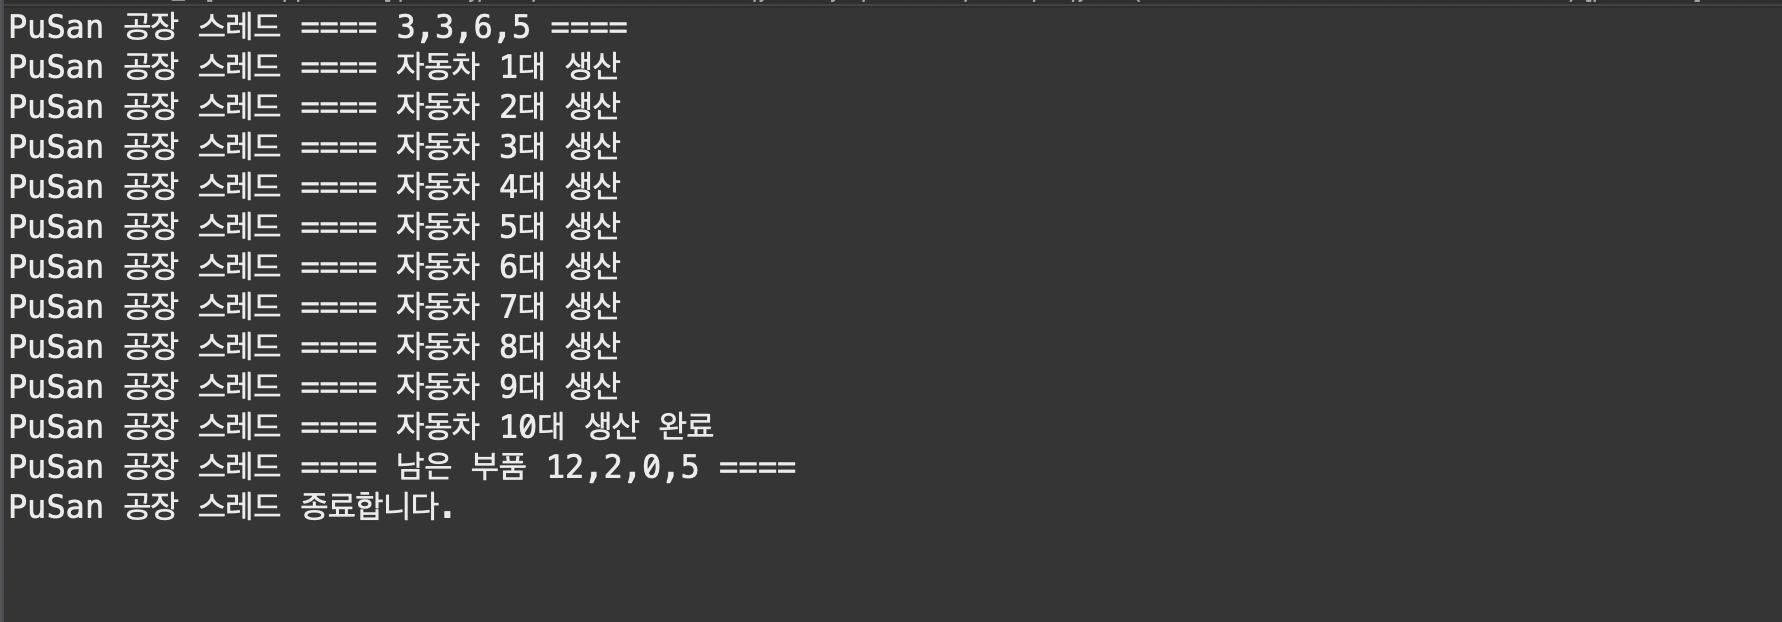 PuSan 공장 스레드 ==== 3,3,6,5 ====
PuSan 공장 스레드 ==== 자동차 1대 생산
PuSan 공장 스레드 ==== 자동차 2대 생산
PuSan 공장 스레드 ==== 자동차 3대 생산
PuSan 공장 스레드 ==== 자동차 4대 생산
PuSan 공장 스레드 ==== 자동차 5대 생산
PuSan 공장 스레드 ==== 자동차 6대 생산
PuSan 공장 스레드 ==== 자동차 7대 생산
PuSan 공장 스레드 ==== 자동차 8대 생산
PuSan 공장 스레드 ==== 자동차 9대 생산
PuSan 공장 스레드 ==== 자동차 10대 생산 완료
PuSan 공장 스레드 ==== 남은 부품 12,2,0,5 ====
PuSan 공장 스레드 종료합니다.